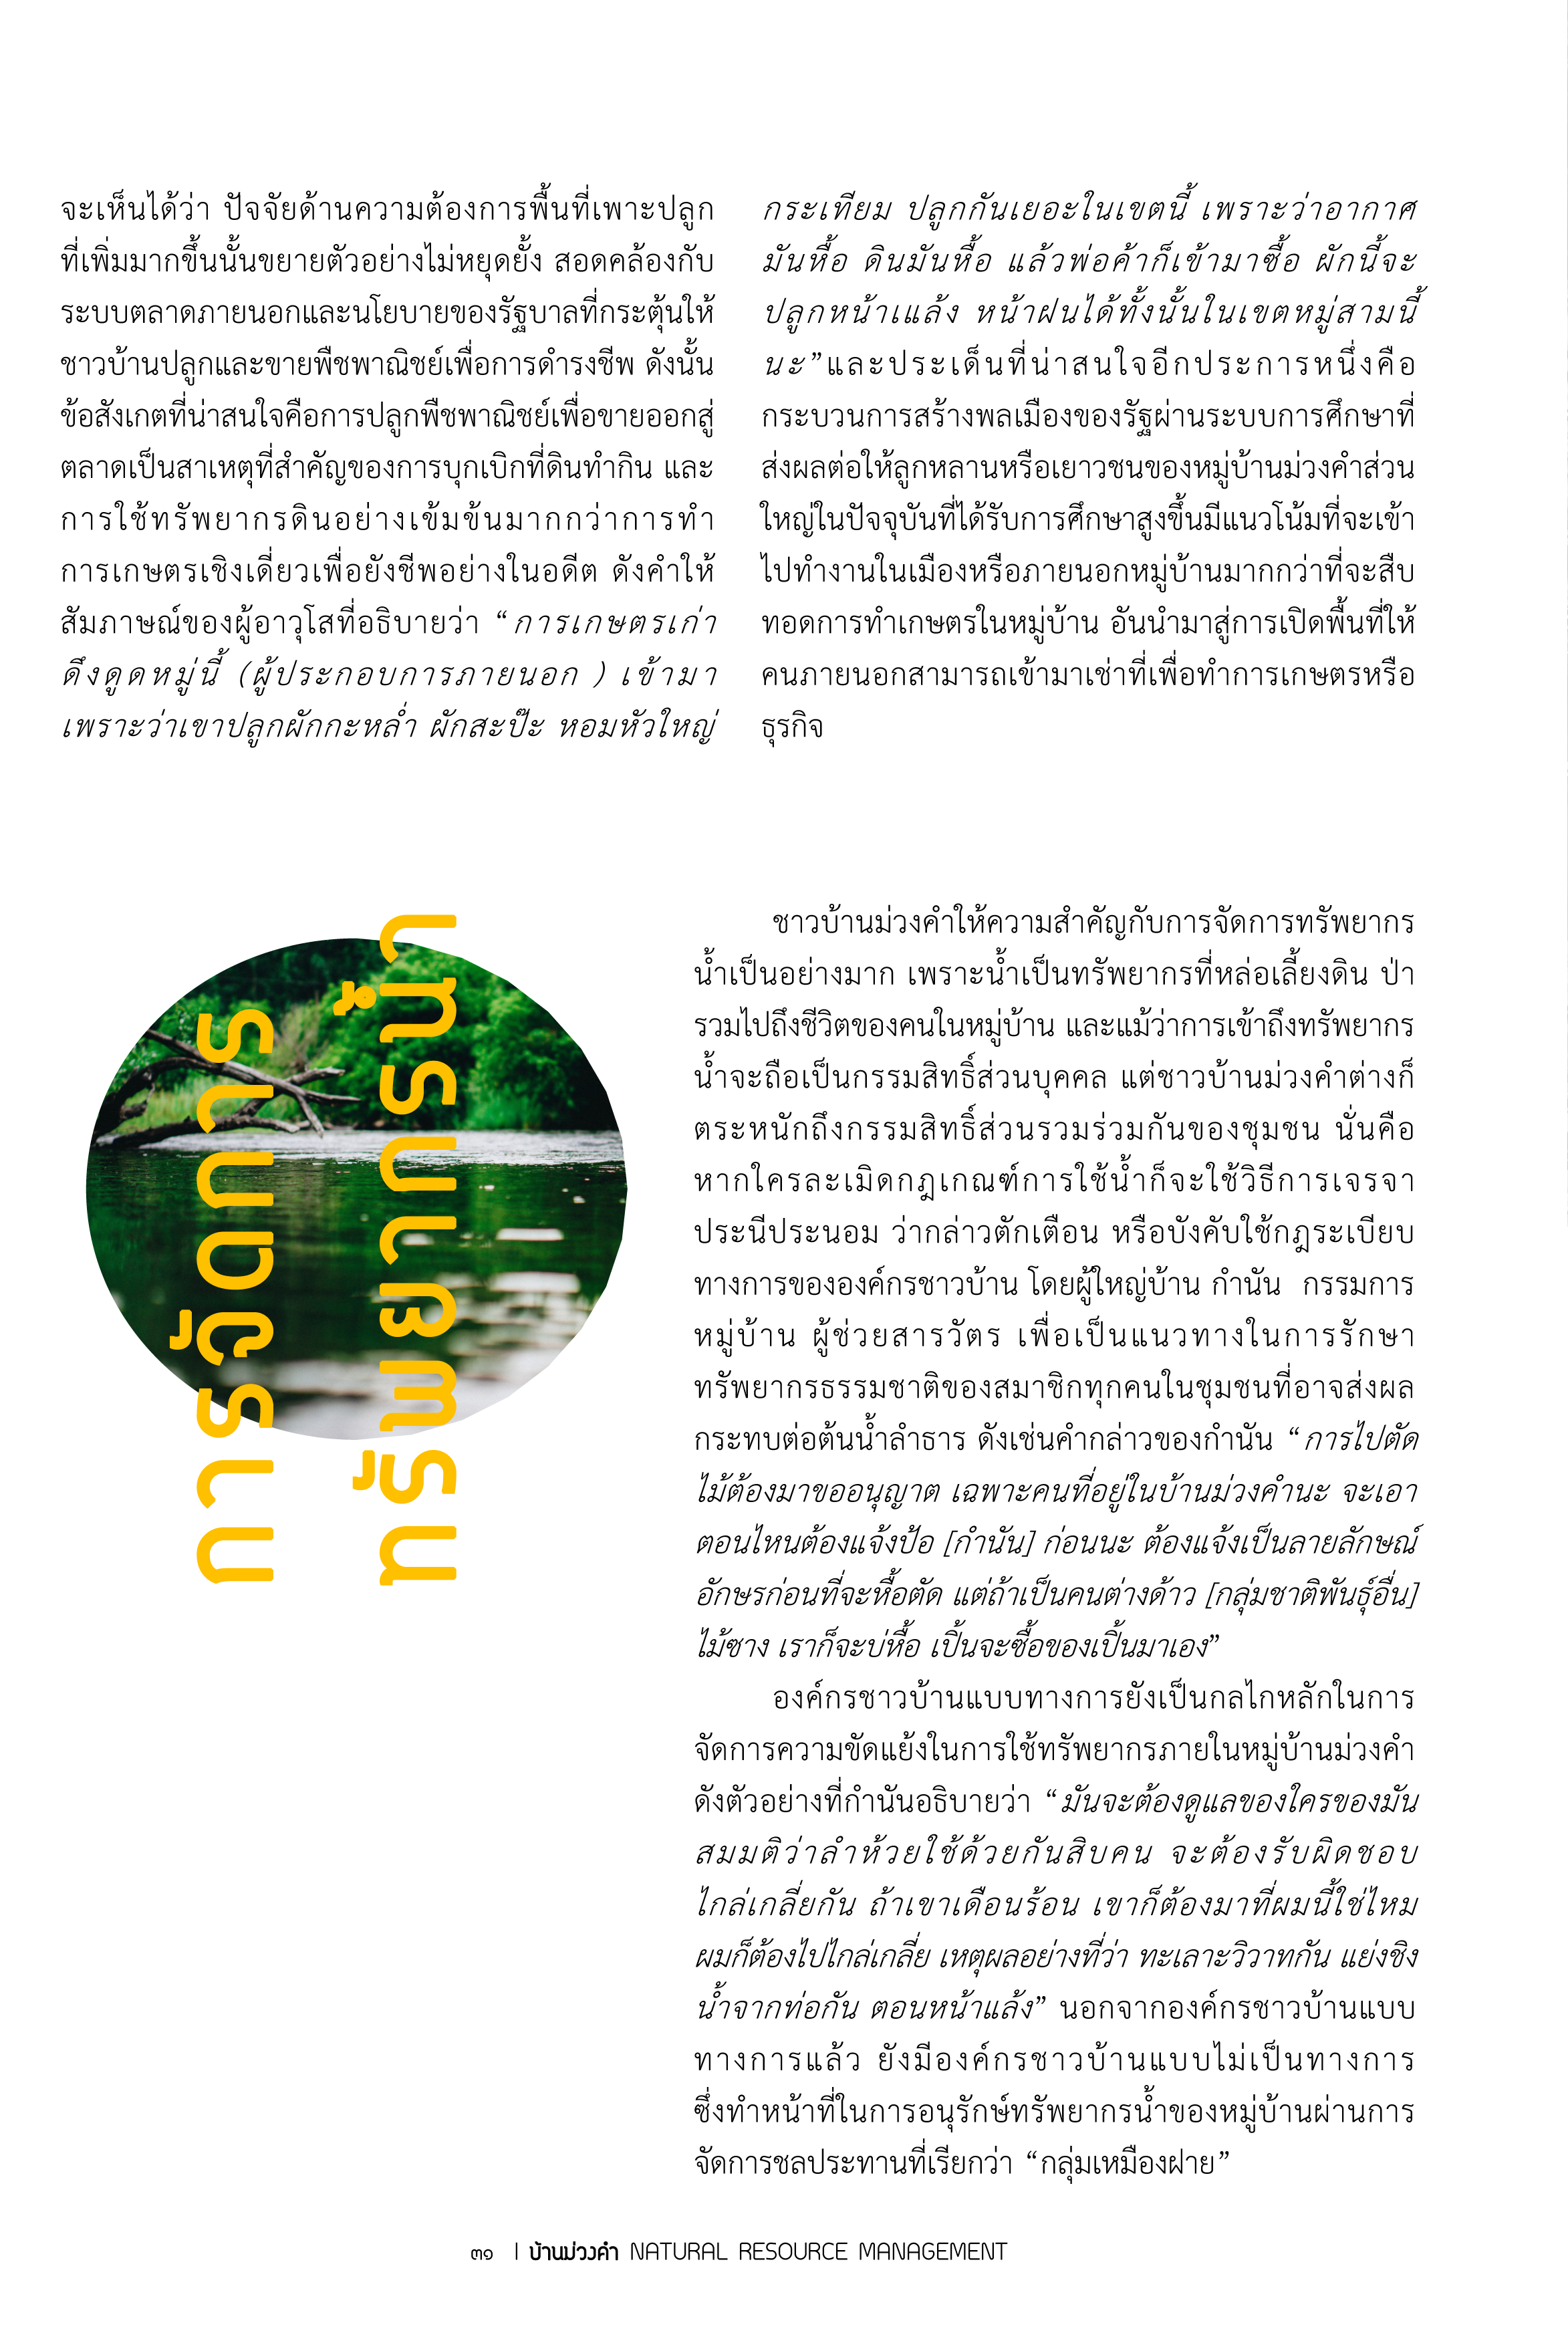 จะเห็นได้ว่า ปัจจัยด้านความต้องการพื้นที่เพาะปลูก
ที่เพิ่มมากขึ้นนั้นขยายตัวอย่างไม่หยุดยั้ง สอดคล้องกับ
ระบบตลาดภายนอกและนโยบายของรัฐบาลที่กระตุ้นให้
ชาวบ้านปลูกและขายพืชพาณิชย์เพื่อการดำรงชีพ ดังนั้น
ข้อสังเกตที่น่าสนใจคือการปลูกพืชพาณิชย์เพื่อขายออกสู่
ตลาดเป็นสาเหตุที่สำคัญของการบุกเบิกที่ดินทำกิน และ
การใช้ทรัพยากรดินอย่างเข้มข้นมากกว่าการทำ
การเกษตรเชิงเดี่ยวเพื่อยังชีพอย่างในอดีต ดังคำให้
สัมภาษณ์ของผู้อาวุโสที่อธิบายว่า “การเกษตรเก่า
ดึงดูดหมู่นี้ (ผู้ประกอบการภายนอก ) เข้ามา
เพราะว่าเขาปลูกผักกะหล่ำ ผักสะป๊ะ หอมหัวใหญ่
กระเทียม ปลูกกันเยอะในเขตนี้ เพราะว่าอากาศ
มันหื้อ ดินมันหื้อ แล้วพ่อค้าก็เข้ามาซื้อ ผักนี้จะ
ปลูกหน้าเแล้ง หน้าฝนได้ทั้งนั้นในเขตหมู่สามนี้
นะ”และประเด็นที่น่าสนใจอีกประการหนึ่งคือ
กระบวนการสร้างพลเมืองของรัฐผ่านระบบการศึกษาที่
ส่งผลต่อให้ลูกหลานหรือเยาวชนของหมู่บ้านม่วงคำส่วน
ใหญ่ในปัจจุบันที่ได้รับการศึกษาสูงขึ้นมีแนวโน้มที่จะเข้า
ไปทำงานในเมืองหรือภายนอกหมู่บ้านมากกว่าที่จะสืบ
ทอดการทำเกษตรในหมู่บ้าน อันนำมาสู่การเปิดพื้นที่ให้
คนภายนอกสามารถเข้ามาเช่าที่เพื่อทำการเกษตรหรือ
ธุรกิจ
การจัดการ
ทรัพยากรน้ำ
ชาวบ้านม่วงคำให้ความสำคัญกับการจัดการทรัพยากร
น้ำเป็นอย่างมาก เพราะน้ำเป็นทรัพยากรที่หล่อเลี้ยงดิน ป่า
รวมไปถึงชีวิตของคนในหมู่บ้าน และแม้ว่าการเข้าถึงทรัพยากร
น้ำจะถือเป็นกรรมสิทธิ์ส่วนบุคคล แต่ชาวบ้านม่วงคำต่างก็
ตระหนักถึงกรรมสิทธิ์ส่วนรวมร่วมกันของชุมชน นั่นคือ
หากใครละเมิดกฎเกณฑ์การใช้น้ำก็จะใช้วิธีการเจรจา
ประนีประนอม ว่ากล่าวตักเตือน หรือบังคับใช้กฎระเบียบ
ทางการขององค์กรชาวบ้าน โดยผู้ใหญ่บ้าน กำนัน กรรมการ
หมู่บ้าน ผู้ช่วยสารวัตร เพื่อเป็นแนวทางในการรักษา
ทรัพยากรธรรมชาติของสมาชิกทุกคนในชุมชนที่อาจส่งผล
กระทบต่อต้นน้ำลำธาร ดังเช่นคำกล่าวของกำนัน “การไปตัด
ไม้ต้องมาขออนุญาต เฉพาะคนที่อยู่ในบ้านม่วงคำนะ จะเอา
ตอนไหนต้องแจ้งป้อ [กำนัน] ก่อนนะ ต้องแจ้งเป็นลายลักษณ์
อักษรก่อนที่จะหื้อตัด แต่ถ้าเป็นคนต่างด้าว [กลุ่มชาติพันธุ์อื่น]
ไม้ซาง เราก็จะบ่หื้อ เปิ้นจะซื้อของเปิ้นมาเอง”
องค์กรชาวบ้านแบบทางการยังเป็นกลไกหลักในการ
จัดการความขัดแย้งในการใช้ทรัพยากรภายในหมู่บ้านม่วงคำ
ดังตัวอย่างที่กำนันอธิบายว่า “มันจะต้องดูแลของใครของมัน
สมมติว่าลำห้วยใช้ด้วยกันสิบคน จะต้องรับผิดชอบ
ไกล่เกลี่ยกัน ถ้าเขาเดือนร้อน เขาก็ต้องมาที่ผมนี้ใช่ไหม
ผมก็ต้องไปไกล่เกลี่ย เหตุผลอย่างที่ว่า ทะเลาะวิวาทกัน แย่งชิง
น้ำจากท่อกัน ตอนหน้าแล้ง” นอกจากองค์กรชาวบ้านแบบ
ทางการแล้ว ยังมีองค์กรชาวบ้านแบบไม่เป็นทางการ
ซึ่งทำหน้าที่ในการอนุรักษ์ทรัพยากรน้ำของหมู่บ้านผ่านการ
จัดการชลประทานที่เรียกว่า “กลุ่มเหมืองฝาย”
๓๑ | บ้านม่วงคำ NATURAL RESOURCE MANAGEMENT